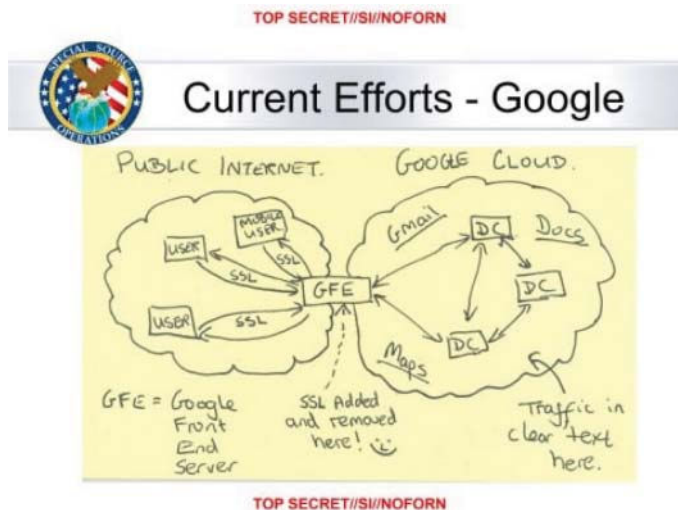 TOP SECRET//SI//NOFORN
SPECIAL SOURCE
OPERATIONS
Current Efforts - Google
PUBLIC INTERNET.
GOOGLE CLOUD.
MOBILE
USER
USER
SSL
SSL
USER
SSL
GFE
Gmail
DC
Docs
DC
DC
Maps
GFE = Google
Front
End
Server
SSL Added
and removed
here!
Traffic in
clear text
here.
TOP SECRET//SI//NOFORN